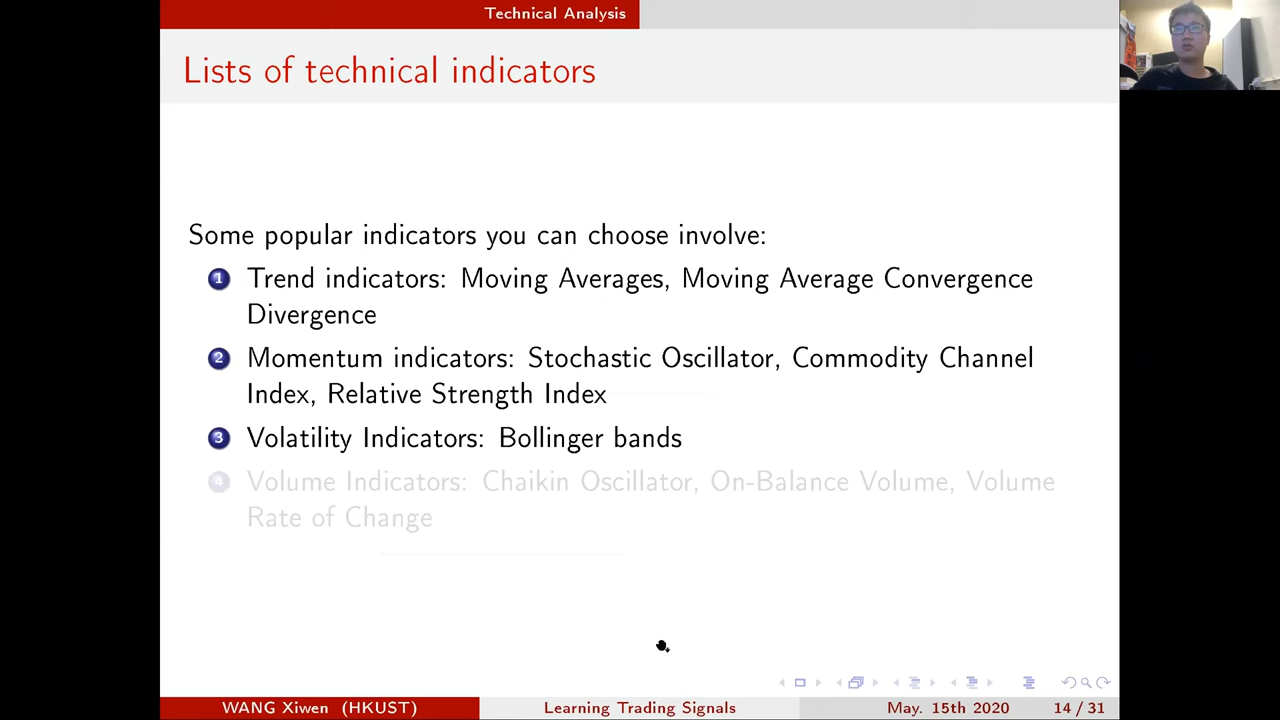 Technical Analysis
Lists of technical indicators
Some popular indicators you can choose involve:
1 Trend indicators: Moving Averages, Moving Average Convergence
Divergence
2 Momentum indicators: Stochastic Oscillator, Commodity Channel
Index, Relative Strength Index
3 Volatility Indicators: Bollinger bands
4 Volume Indicators: Chaikin Oscillator, On-Balance Volume, Volume
Rate of Change
WANG Xiwen (HKUST) Learning Trading Signals May. 15th 2020 14 / 31